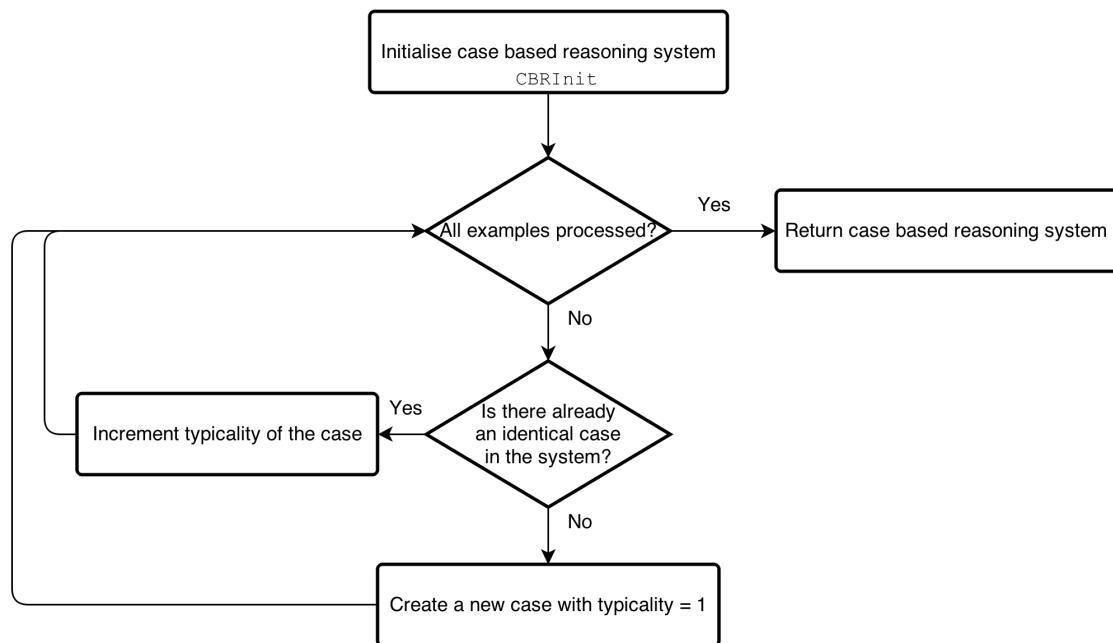 Initialise case based reasoning system
CBRInit
Yes
All examples processed?
Return case based reasoning system
No
Yes
Is there already
an identical case
in the system?
Increment typicality of the case
No
Create a new case with typicality = 1